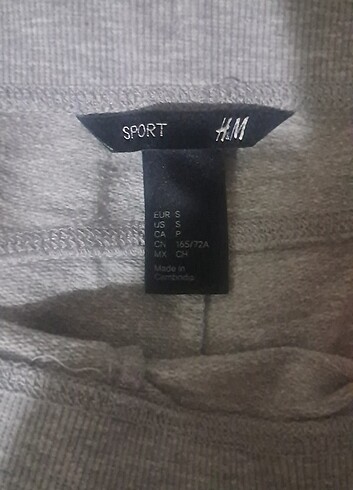 SPORT H&M
EUR S
US S
CA P
CN 165/72A
MX CH
Made in
Cambodia